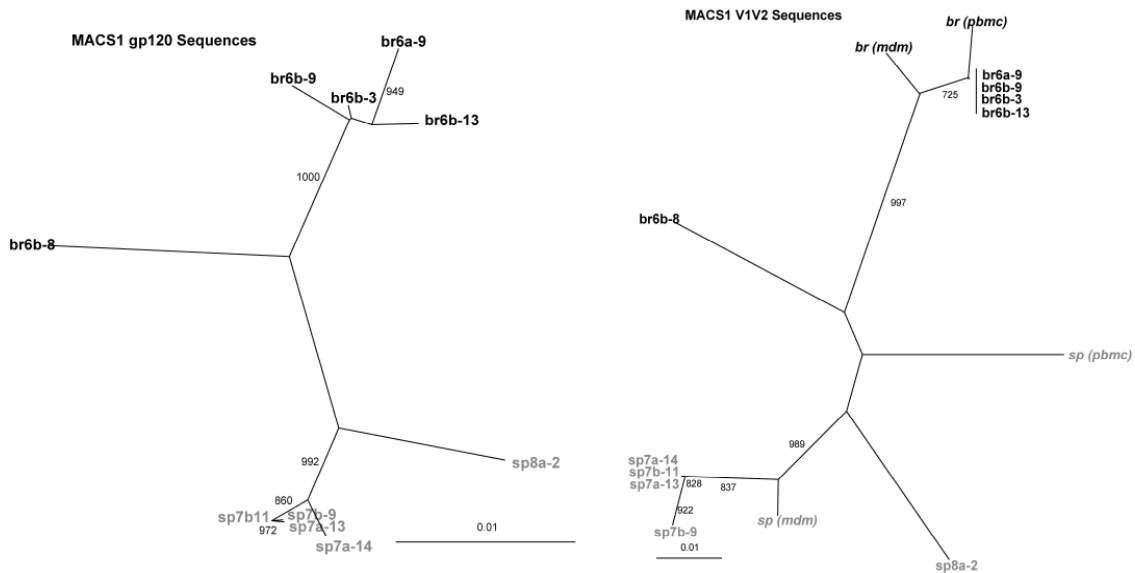 MACS1 gp120 Sequences
br6a-9
br6b-9
br6b-3
949
br6b-13
1000
br6b-8
sp8a-2
992
860
sp7b11
sp7b-9
972
sp7a-13
sp7a-14
0.01
MACS1 V1V2 Sequences
br (pbmc)
br (mdm)
br6a-9
br6b-9
br6b-3
br6b-13
725
997
br6b-8
sp (pbmc)
989
sp7a-14
sp7b-11
sp7a-13
828
837
922
sp (mdm)
sp7b-9
0.01
sp8a-2